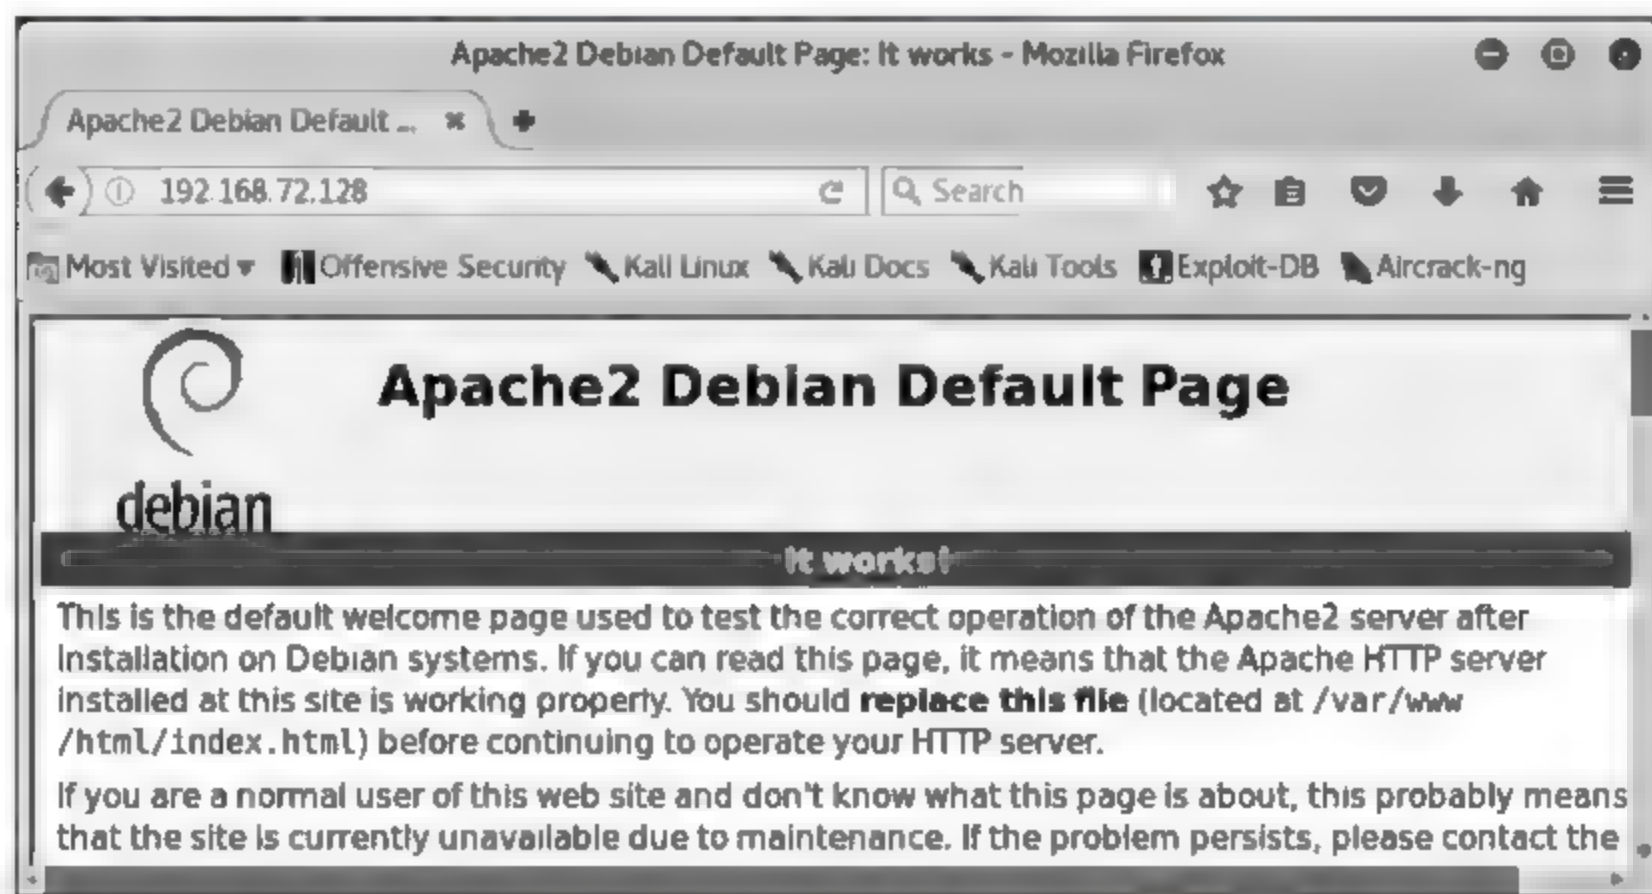 Apache2 Debian Default Page: It works - Mozilla Firefox
Apache2 Debian Default ...
192.168.72.128
Search
Most Visited Offensive Security Kali Linux Kali Docs Kali Tools Exploit-DB Aircrack-ng
Apache2 Debian Default Page
debian
It works!
This is the default welcome page used to test the correct operation of the Apache2 server after
installation on Debian systems. If you can read this page, it means that the Apache HTTP server
installed at this site is working properly. You should replace this file (located at /var/www
/html/index.html) before continuing to operate your HTTP server.
If you are a normal user of this web site and don't know what this page is about, this probably means
that the site is currently unavailable due to maintenance. If the problem persists, please contact the